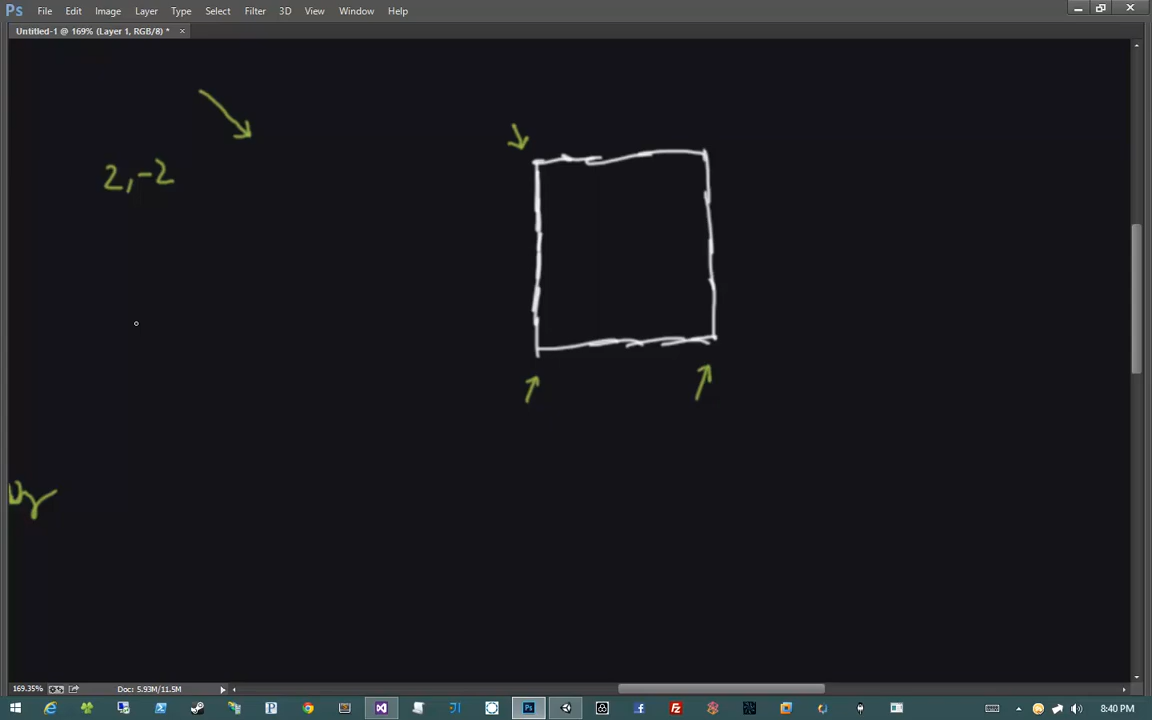 Ps File Edit Image Layer Type Select Filter 3D View Window Help
Untitled-1 @ 169% (Layer 1, RGB/8) *
2,-2
169.35% Doc: 5.93M/11.5M
8:40 PM